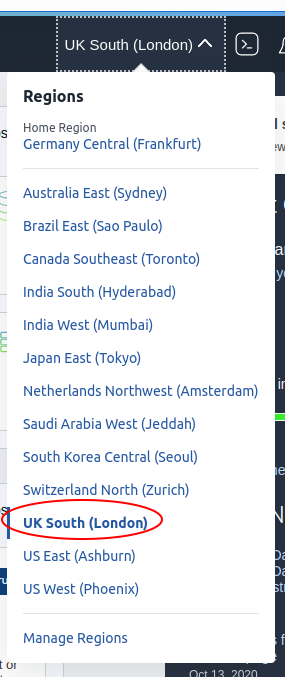 UK South (London)
Regions
Home Region
Germany Central (Frankfurt)
Australia East (Sydney)
Brazil East (Sao Paulo)
Canada Southeast (Toronto)
India South (Hyderabad)
India West (Mumbai)
Japan East (Tokyo)
Netherlands Northwest (Amsterdam)
Saudi Arabia West (Jeddah)
South Korea Central (Seoul)
Switzerland North (Zurich)
UK South (London)
US East (Ashburn)
US West (Phoenix)
Manage Regions
Oct 13, 2020